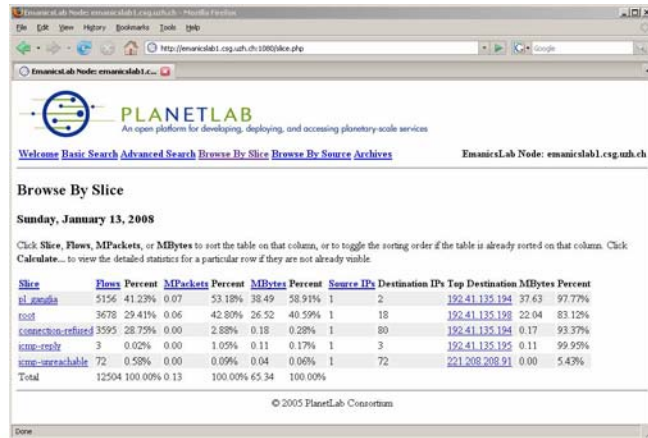 EmanicsLab Node: emanicslab1.csg.uzh.ch - Mozilla Firefox
File Edit View History Bookmarks Tools Help
http://emanicslab1.csg.uzh.ch:1080/slice.php
Google
EmanicsLab Node: emanicslab1.c...
PLANETLAB
An open platform for developing, deploying, and accessing planetary-scale services
Welcome Basic Search Advanced Search Browse By Slice Browse By Source Archives EmanicsLab Node: emanicslab1.csg.uzh.ch
Browse By Slice
Sunday, January 13, 2008
Click Slice, Flows, MPackets, or MBytes to sort the table on that column, or to toggle the sorting order if the table is already sorted on that column. Click
Calculate... to view the detailed statistics for a particular row if they are not already visible.
Slice Flows Percent MPackets Percent MBytes Percent Source IPs Destination IPs Top Destination MBytes Percent
pl_ganglia 5156 41.23% 0.07 53.18% 38.49 58.91% 1 2 192.41.135.194 37.63 97.77%
root 3678 29.41% 0.06 42.80% 26.52 40.59% 1 18 192.41.135.198 22.04 83.12%
connection-refused 3595 28.75% 0.00 2.88% 0.18 0.28% 1 80 192.41.135.194 0.17 93.37%
icmp-reply 3 0.02% 0.00 1.05% 0.11 0.17% 1 3 192.41.135.195 0.11 99.95%
icmp-unreachable 72 0.58% 0.00 0.09% 0.04 0.06% 1 72 221.208.208.91 0.00 5.43%
Total 12504 100.00% 0.13 100.00% 65.34 100.00%
© 2005 PlanetLab Consortium
Done